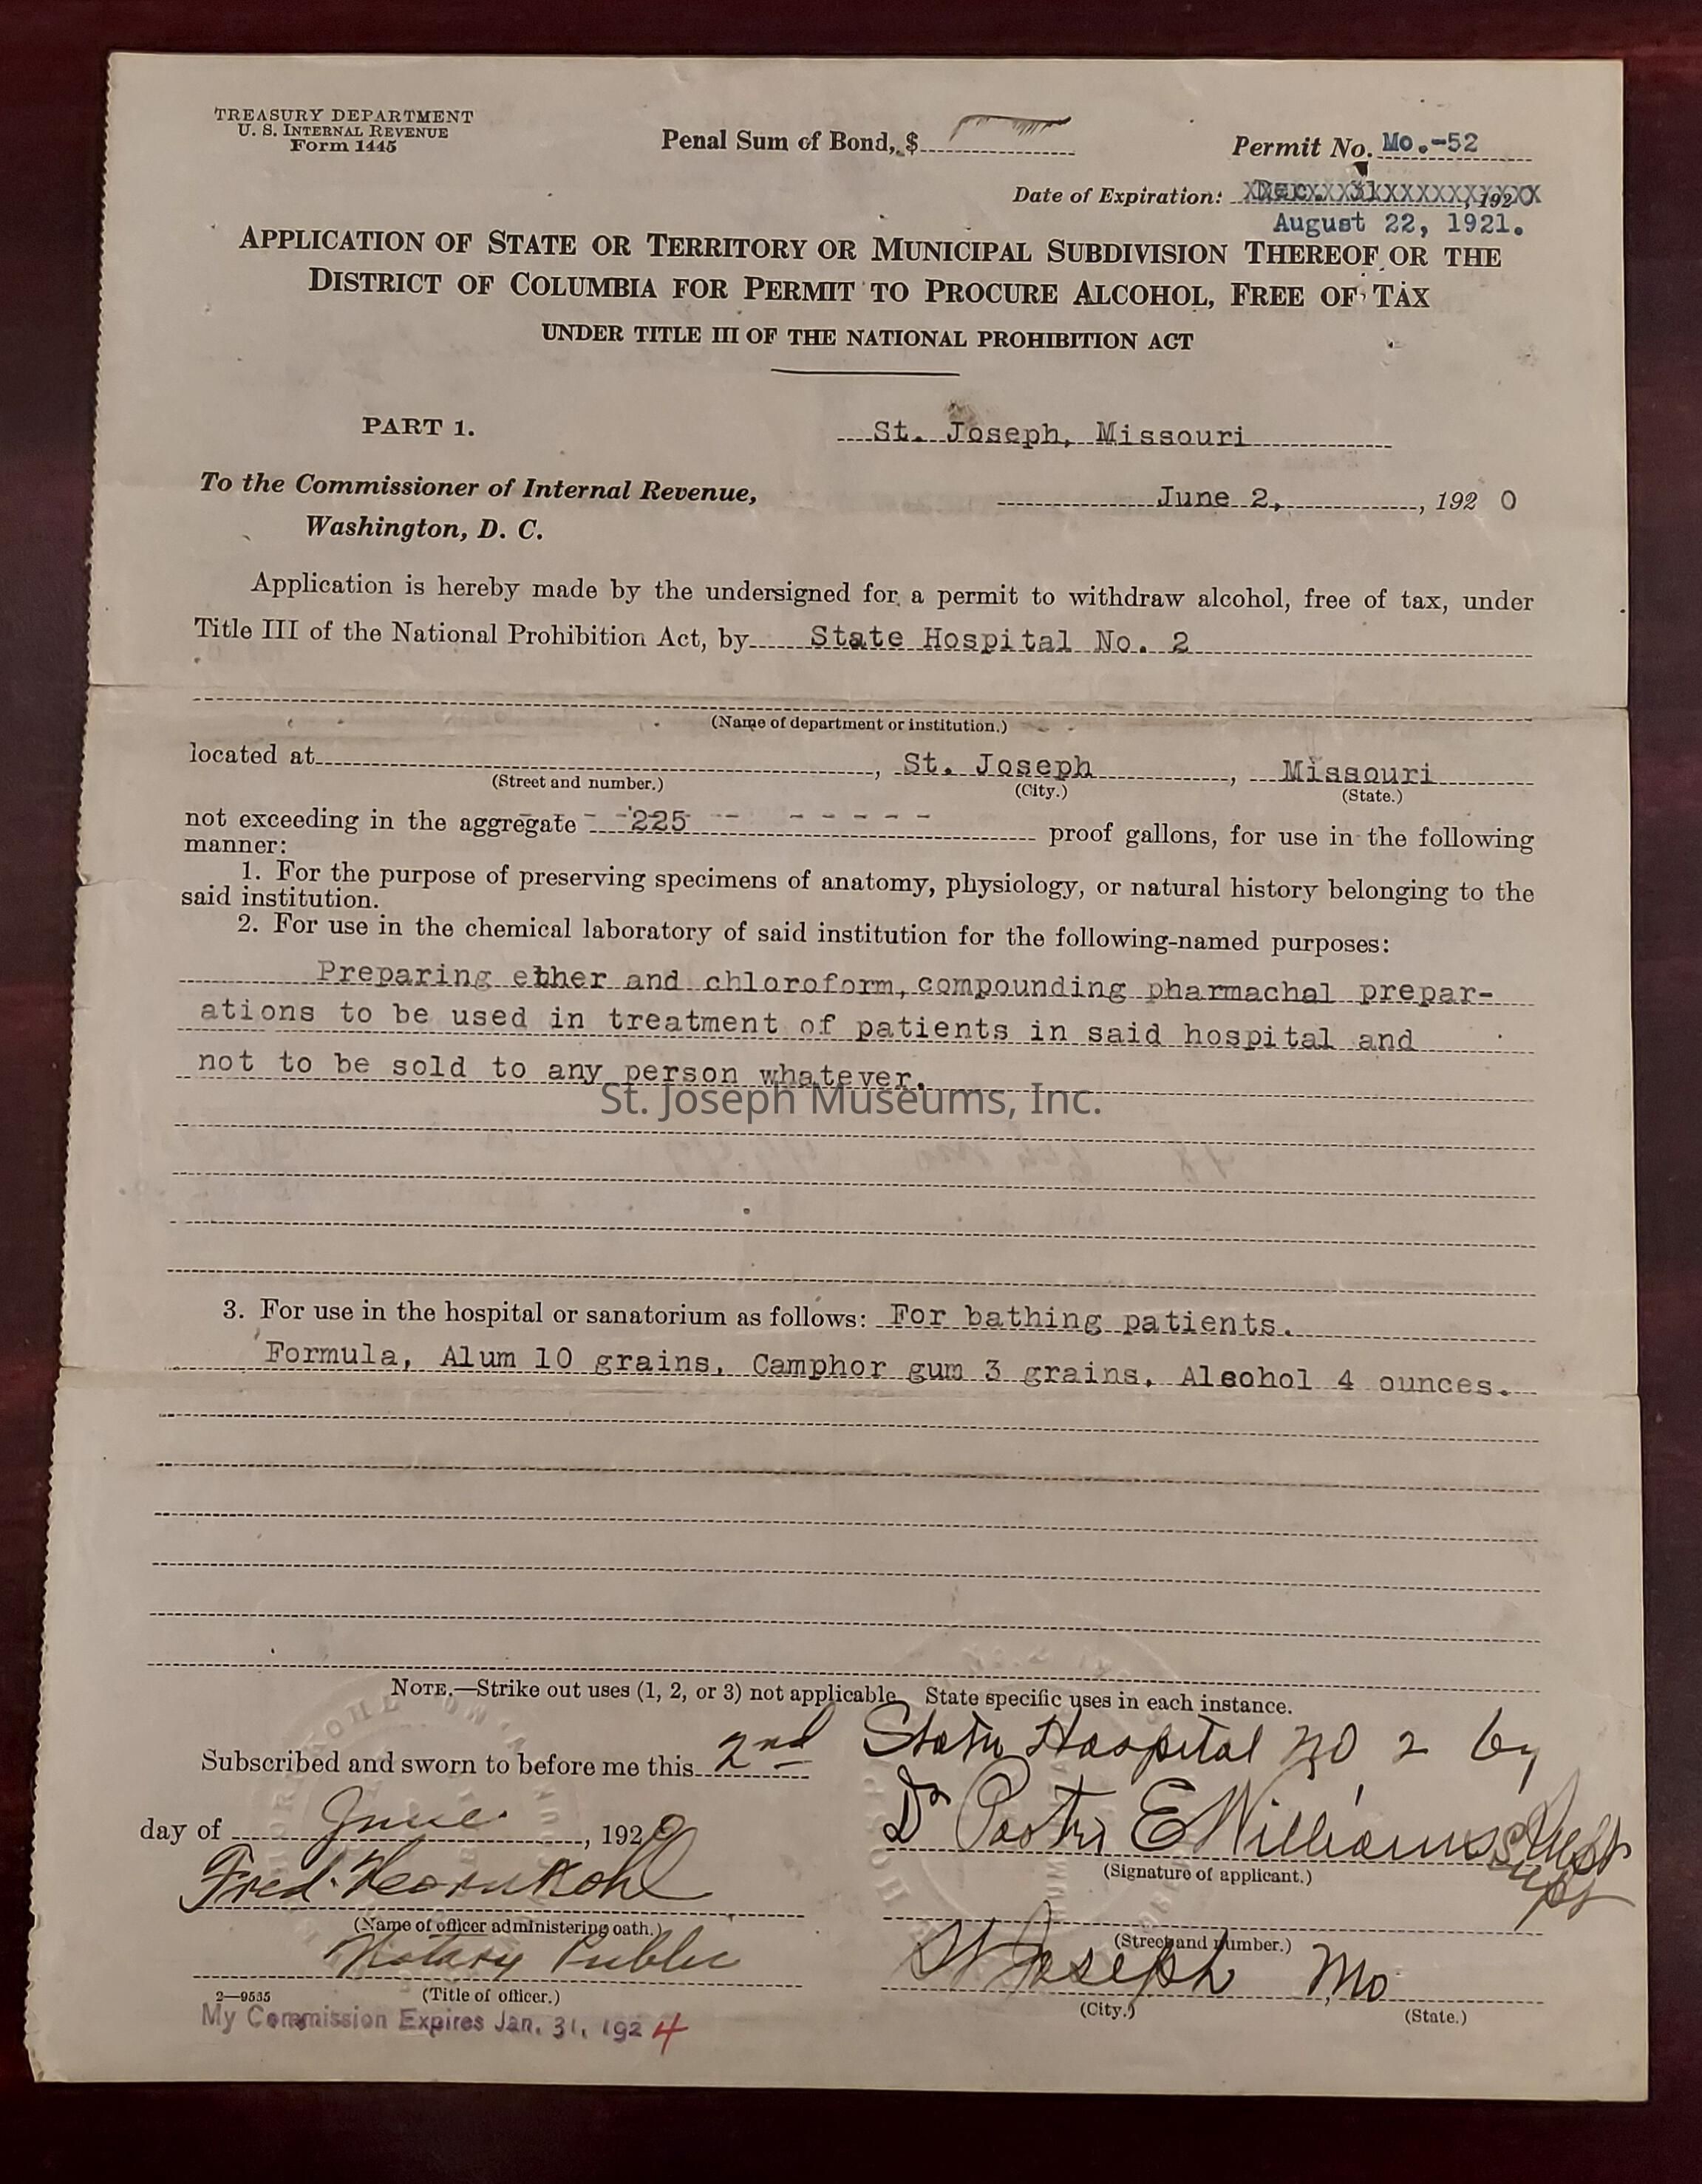 TREASURY DEPARTMENT
U. S. INTERNAL REVENUE
Form 1445
Penal Sum of Bond, $
Permit No. Mo.-52
Date of Expiration: Dec. 31 1920
August 22, 1921.
APPLICATION OF STATE OR TERRITORY OR MUNICIPAL SUBDIVISION THEREOF OR THE
DISTRICT OF COLUMBIA FOR PERMIT TO PROCURE ALCOHOL, FREE OF TAX
UNDER TITLE III OF THE NATIONAL PROHIBITION ACT
PART 1.
St. Joseph, Missouri
To the Commissioner of Internal Revenue,
June 2, , 192 0
Washington, D. C.
Application is hereby made by the undersigned for a permit to withdraw alcohol, free of tax, under
Title III of the National Prohibition Act, by State Hospital No. 2
(Name of department or institution.)
located at , St. Joseph , Missouri
(Street and number.) (City.) (State.)
not exceeding in the aggregate - -225 - - - - - - proof gallons, for use in the following
manner:
1. For the purpose of preserving specimens of anatomy, physiology, or natural history belonging to the
said institution.
2. For use in the chemical laboratory of said institution for the following-named purposes:
Preparing ether and chloroform, compounding pharmachal prepar-
ations to be used in treatment of patients in said hospital and
not to be sold to any person whatever.
St. Joseph Museums, Inc.
3. For use in the hospital or sanatorium as follows: For bathing patients.
Formula, Alum 10 grains, Camphor gum 3 grains, Alcohol 4 ounces.
NOTE.—Strike out uses (1, 2, or 3) not applicable. State specific uses in each instance.
Subscribed and sworn to before me this 2nd
State Hospital No 2 by
day of June , 1920
Dr E Williams Supt
(Signature of applicant.)
Fred
(Name of officer administering oath.)
(Street and number.)
Notary Public
St Joseph Mo
(Title of officer.)
(City.) (State.)
2—9535
My Commission Expires Jan. 31, 1924